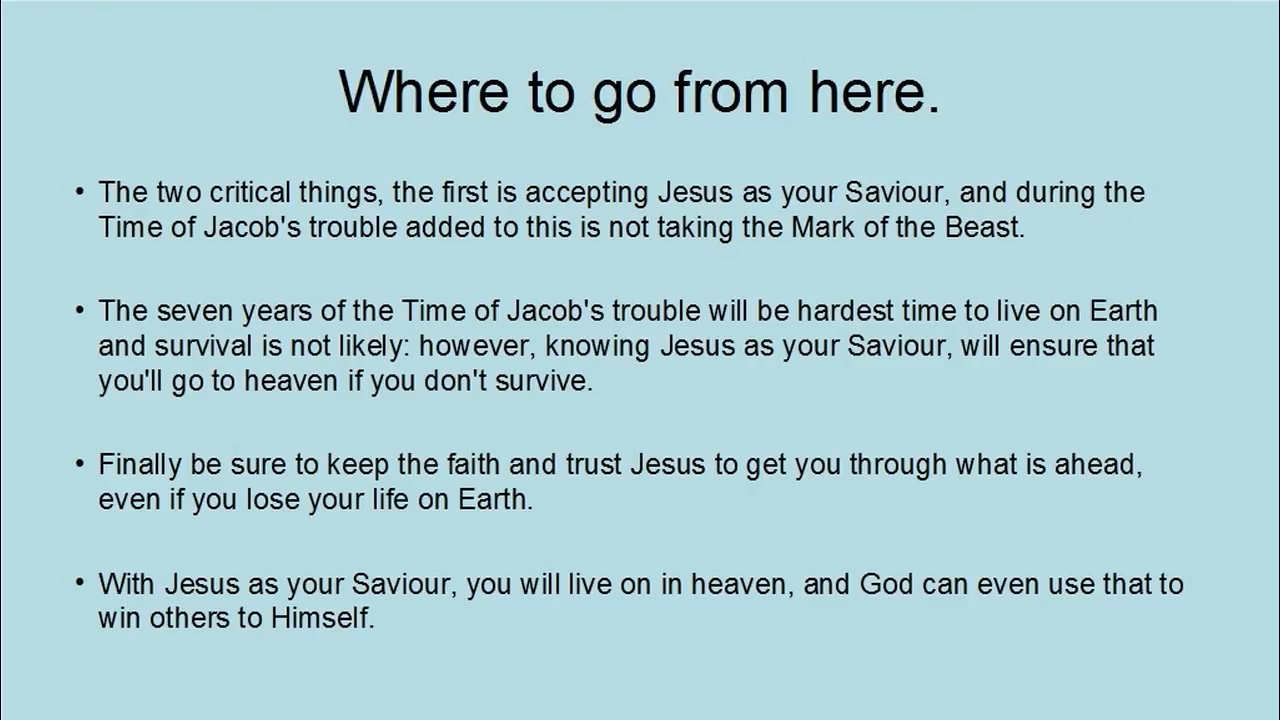 Where to go from here.
• The two critical things, the first is accepting Jesus as your Saviour, and during the
Time of Jacob's trouble added to this is not taking the Mark of the Beast.
• The seven years of the Time of Jacob's trouble will be hardest time to live on Earth
and survival is not likely: however, knowing Jesus as your Saviour, will ensure that
you'll go to heaven if you don't survive.
• Finally be sure to keep the faith and trust Jesus to get you through what is ahead,
even if you lose your life on Earth.
• With Jesus as your Saviour, you will live on in heaven, and God can even use that to
win others to Himself.